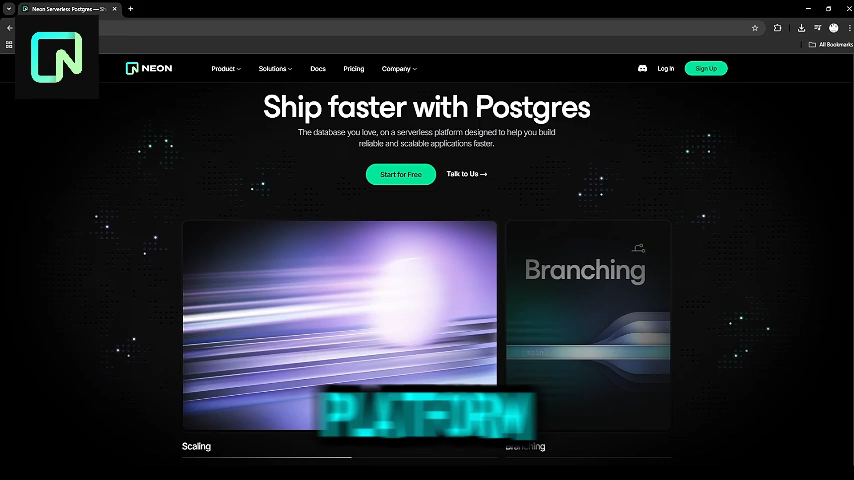 Neon Serverless Postgres — Sh
All Bookmarks
NEON
Product
Solutions
Docs
Pricing
Company
Log In
Sign Up
Ship faster with Postgres
The database you love, on a serverless platform designed to help you build
reliable and scalable applications faster.
Start for Free
Talk to Us →
Branching
PLATFORM
Scaling
Branching